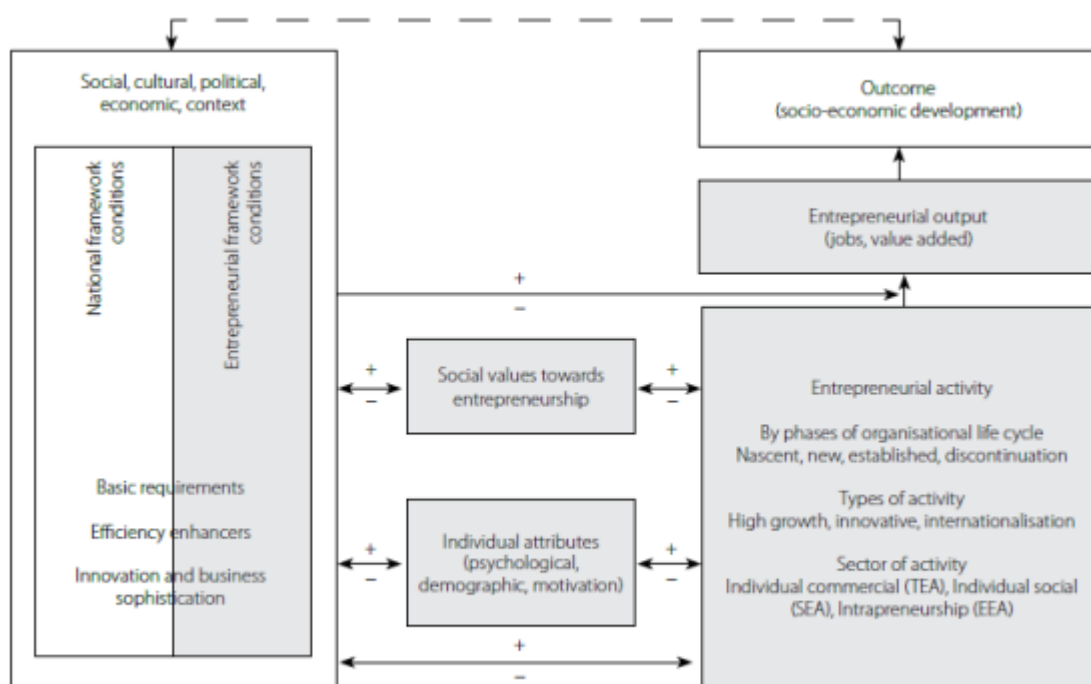 Social, cultural, political,
economic, context
National framework
conditions
Entrepreneurial framework
conditions
Basic requirements
Efficiency enhancers
Innovation and business
sophistication
+
−
+
−
Social values towards
entrepreneurship
+
−
+
−
Individual attributes
(psychological,
demographic, motivation)
+
−
+
−
Outcome
(socio-economic development)
Entrepreneurial output
(jobs, value added)
Entrepreneurial activity
By phases of organisational life cycle
Nascent, new, established, discontinuation
Types of activity
High growth, innovative, internationalisation
Sector of activity
Individual commercial (TEA), Individual social
(SEA), Intrapreneurship (EEA)